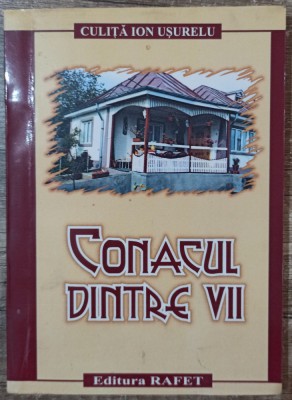 CULIȚĂ ION UȘURELU
CONACUL
DINTRE VII
Editura RAFET